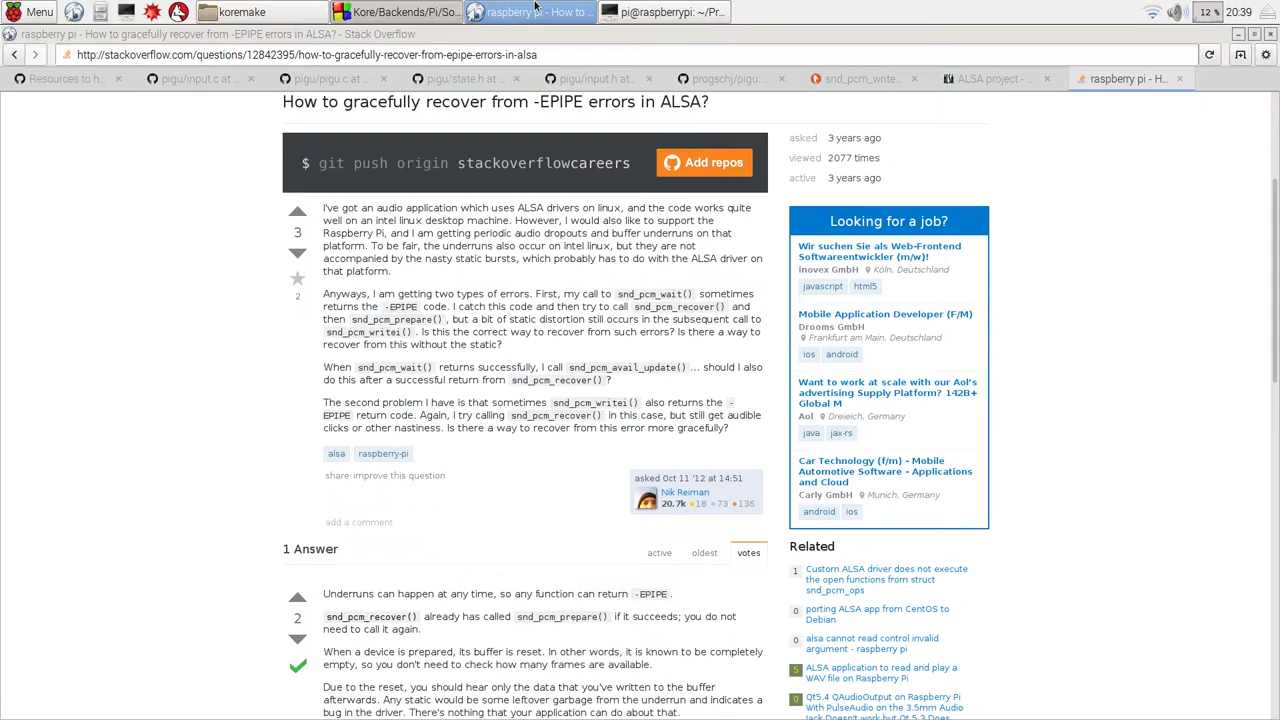 Menu
koremake
Kore/Backends/Pi/So...
raspberry pi - How to ...
pi@raspberrypi: ~/Pr...
12 %
20:39
raspberry pi - How to gracefully recover from -EPIPE errors in ALSA? - Stack Overflow
http://stackoverflow.com/questions/12842395/how-to-gracefully-recover-from-epipe-errors-in-alsa
Resources to h...
pigu/input.c at ...
pigu/pigu.c at ...
pigu/state.h at ...
pigu/input.h at...
progschj/pigu: ...
snd_pcm_write...
ALSA project - ...
raspberry pi - H...
How to gracefully recover from -EPIPE errors in ALSA?
$ git push origin stackoverflowcareers
Add repos
asked 3 years ago
viewed 2077 times
active 3 years ago
3
2
I've got an audio application which uses ALSA drivers on linux, and the code works quite
well on an intel linux desktop machine. However, I would also like to support the
Raspberry Pi, and I am getting periodic audio dropouts and buffer underruns on that
platform. To be fair, the underruns also occur on intel linux, but they are not
accompanied by the nasty static bursts, which probably has to do with the ALSA driver on
that platform.
Anyways, I am getting two types of errors. First, my call to snd_pcm_wait() sometimes
returns the -EPIPE code. I catch this code and then try to call snd_pcm_recover() and
then snd_pcm_prepare(), but a bit of static distortion still occurs in the subsequent call to
snd_pcm_writei(). Is this the correct way to recover from such errors? Is there a way to
recover from this without the static?
When snd_pcm_wait() returns successfully, I call snd_pcm_avail_update()... should I also
do this after a successful return from snd_pcm_recover()?
The second problem I have is that sometimes snd_pcm_writei() also returns the -
EPIPE return code. Again, I try calling snd_pcm_recover() in this case, but still get audible
clicks or other nastiness. Is there a way to recover from this error more gracefully?
alsa raspberry-pi
share improve this question
asked Oct 11 '12 at 14:51
Nik Reiman
20.7k 18 73 136
add a comment
1 Answer
active oldest votes
2
Underruns can happen at any time, so any function can return -EPIPE.
snd_pcm_recover() already has called snd_pcm_prepare() if it succeeds; you do not
need to call it again.
When a device is prepared, its buffer is reset. In other words, it is known to be completely
empty, so you don't need to check how many frames are available.
Due to the reset, you should hear only the data that you've written to the buffer
afterwards. Any static would be some leftover garbage from the underrun and indicates a
bug in the driver. There's nothing that your application can do about that.
Looking for a job?
Wir suchen Sie als Web-Frontend
Softwareentwickler (m/w)!
inovex GmbH Köln, Deutschland
javascript html5
Mobile Application Developer (F/M)
Drooms GmbH
Frankfurt am Main, Deutschland
ios android
Want to work at scale with our Aol's
advertising Supply Platform? 142B+
Global M
Aol Dreieich, Germany
java jax-rs
Car Technology (f/m) - Mobile
Automotive Software - Applications
and Cloud
Carly GmbH Munich, Germany
android ios
Related
1 Custom ALSA driver does not execute
the open functions from struct
snd_pcm_ops
0 porting ALSA app from CentOS to
Debian
0 alsa cannot read control invalid
argument - raspberry pi
5 ALSA application to read and play a
WAV file on Raspberry Pi
0 Qt5.4 QAudioOutput on Raspberry Pi
With PulseAudio on the 3.5mm Audio
Jack Doesn't work but Qt 5.3 Does